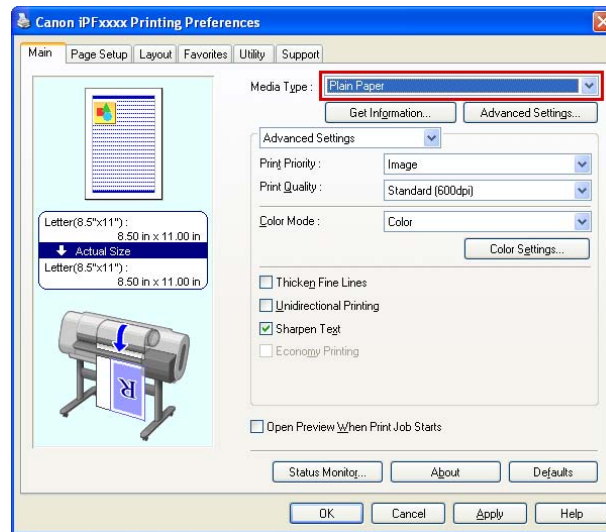 Canon iPFxxxx Printing Preferences
Main Page Setup Layout Favorites Utility Support
Media Type : Plain Paper
Get Information... Advanced Settings...
Advanced Settings
Print Priority : Image
Print Quality : Standard (600dpi)
Color Mode : Color
Color Settings...
Letter(8.5"x11") :
8.50 in x 11.00 in
Actual Size
Letter(8.5"x11") :
8.50 in x 11.00 in
Thicken Fine Lines
Unidirectional Printing
Sharpen Text
Economy Printing
R
Open Preview When Print Job Starts
Status Monitor... About Defaults
OK Cancel Apply Help